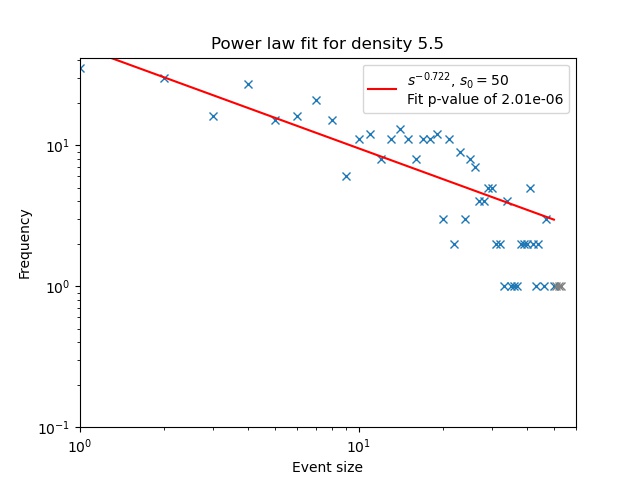 Power law fit for density 5.5
$s^{-0.722}$, $s_0 = 50$
Fit p-value of 2.01e-06
Frequency
$10^1$
$10^0$
$10^{-1}$
$10^0$
$10^1$
Event size